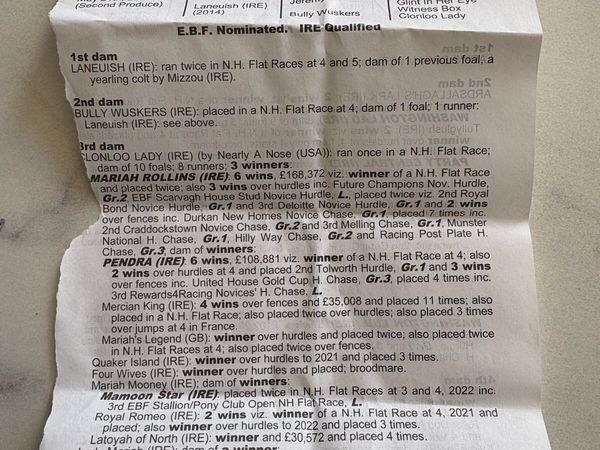 (Second Produce)
Laneuish (IRE)
(2014)
Bully Wuskers
Glint In Her Eye
Witness Box
Clonloo Lady
E.B.F. Nominated. IRE Qualified
1st dam
LANEUISH (IRE): ran twice in N.H. Flat Races at 4 and 5; dam of 1 previous foal; a
yearling colt by Mizzou (IRE).
2nd dam
BULLY WUSKERS (IRE): placed in a N.H. Flat Race at 4; dam of 1 foal; 1 runner:
Laneuish (IRE): see above.
3rd dam
CLONLOO LADY (IRE) (by Nearly A Nose (USA)): ran once in a N.H. Flat Race;
dam of 10 foals; 8 runners; 3 winners:
MARIAH ROLLINS (IRE): 6 wins, £168,372 viz. winner of a N.H. Flat Race
and placed twice; also 3 wins over hurdles inc. Future Champions Nov. Hurdle,
Gr.2, EBF Scarvagh House Stud Novice Hurdle, L., placed twice viz. 2nd Royal
Bond Novice Hurdle, Gr.1 and 3rd Deloitte Novice Hurdle, Gr.1 and 2 wins
over fences inc. Durkan New Homes Novice Chase, Gr.1, placed 7 times inc.
2nd Craddockstown Novice Chase, Gr.2 and 3rd Melling Chase, Gr.1, Munster
National H. Chase, Gr.1, Hilly Way Chase, Gr.2 and Racing Post Plate H.
Chase, Gr.3, dam of winners:
PENDRA (IRE): 6 wins, £108,881 viz. winner of a N.H. Flat Race at 4; also
2 wins over hurdles at 4 and placed 2nd Tolworth Hurdle, Gr.1 and 3 wins
over fences inc. United House Gold Cup H. Chase, Gr.3, placed 4 times inc.
3rd Rewards4Racing Novices' H. Chase, L.
Mercian King (IRE): 4 wins over fences and £35,008 and placed 11 times; also
placed in a N.H. Flat Race; also placed twice over hurdles; also placed 3 times
over jumps at 4 in France.
Mariah's Legend (GB): winner over hurdles and placed twice; also placed twice
in N.H. Flat Races at 4; also placed twice over fences.
Quaker Island (IRE): winner over hurdles to 2021 and placed 3 times.
Four Wives (IRE): winner over hurdles and placed; broodmare.
Mariah Mooney (IRE); dam of winners:
Mamoon Star (IRE): placed twice in N.H. Flat Races at 3 and 4, 2022 inc.
3rd EBF Stallion/Pony Club Open NH Flat Race, L.
Royal Romeo (IRE): 2 wins viz. winner of a N.H. Flat Race at 4, 2021 and
placed; also winner over hurdles to 2022 and placed 3 times.
Latoyah of North (IRE): winner and £30,572 and placed 4 times.